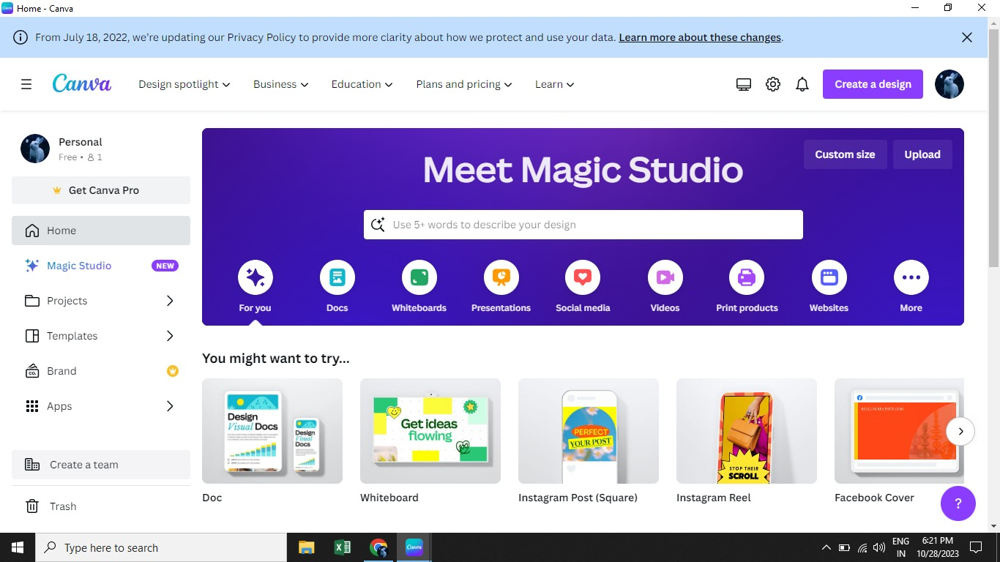 Home - Canva
From July 18, 2022, we're updating our Privacy Policy to provide more clarity about how we protect and use your data. Learn more about these changes.
Canva Design spotlight Business Education Plans and pricing Learn Create a design
Personal
Free • 1
Get Canva Pro
Home
Magic Studio NEW
Projects
Templates
Brand
Apps
Create a team
Trash
Custom size Upload
Meet Magic Studio
Use 5+ words to describe your design
For you Docs Whiteboards Presentations Social media Videos Print products Websites More
You might want to try...
Design
Visual Docs
Design
Visual
Docs
Doc
Get ideas
flowing
100
Whiteboard
PERFECT
YOUR POST
Instagram Post (Square)
STOP THEIR
SCROLL
Instagram Reel
REALLYGREATSITE.COM
Facebook Cover
?
Type here to search
Canva
ENG
IN
6:21 PM
10/28/2023